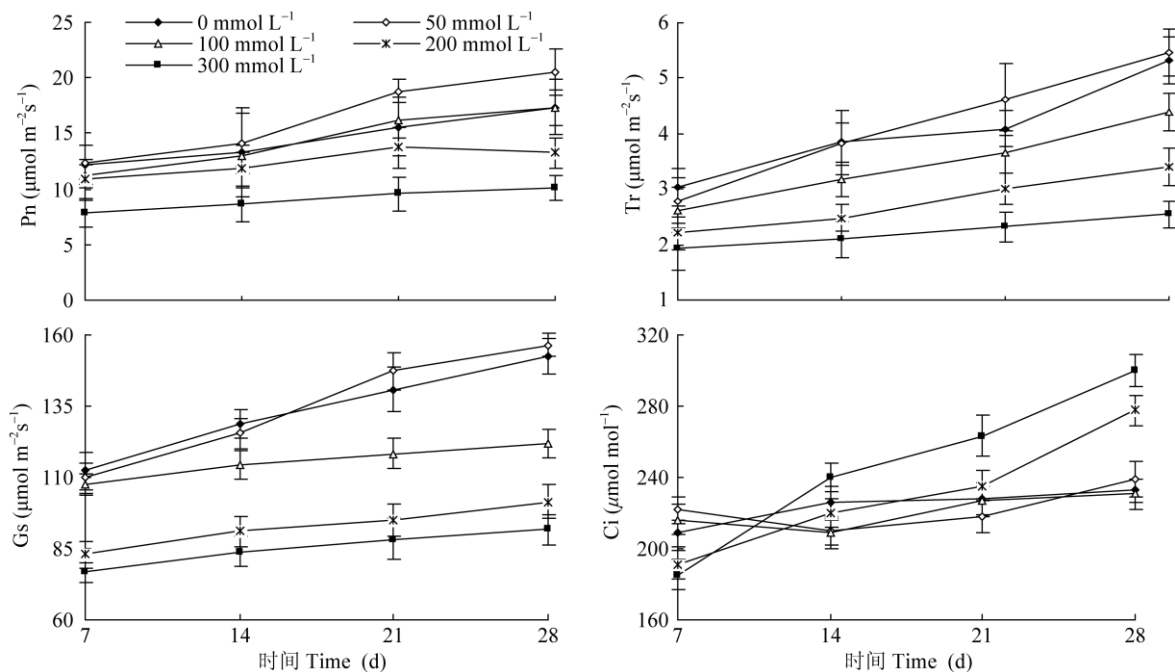 25
20
15
10
5
0
Pn (μmol m⁻²s⁻¹)
0 mmol L⁻¹
50 mmol L⁻¹
100 mmol L⁻¹
200 mmol L⁻¹
300 mmol L⁻¹
6
5
4
3
2
1
Tr (μmol m⁻²s⁻¹)
160
135
110
85
60
Gs (μmol m⁻²s⁻¹)
7 14 21 28
时间 Time (d)
320
280
240
200
160
Ci (μmol mol⁻¹)
7 14 21 28
时间 Time (d)